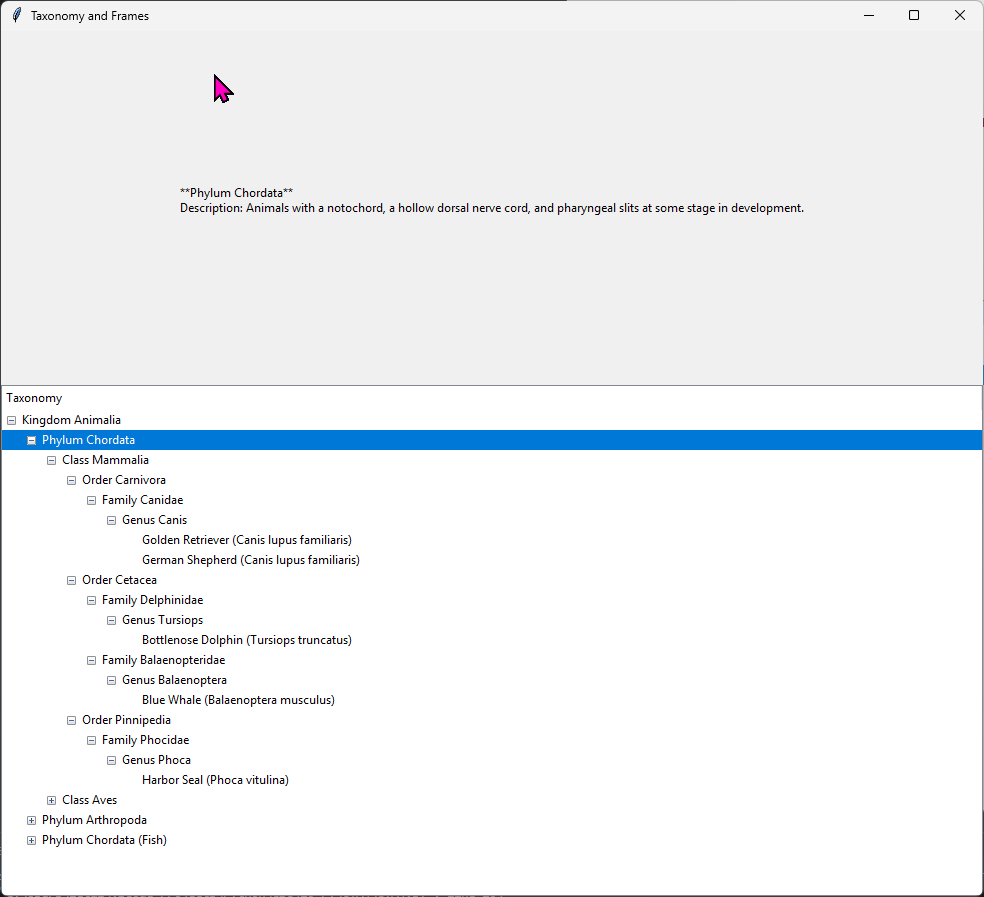 Taxonomy and Frames
**Phylum Chordata**
Description: Animals with a notochord, a hollow dorsal nerve cord, and pharyngeal slits at some stage in development.
Taxonomy
Kingdom Animalia
Phylum Chordata
Class Mammalia
Order Carnivora
Family Canidae
Genus Canis
Golden Retriever (Canis lupus familiaris)
German Shepherd (Canis lupus familiaris)
Order Cetacea
Family Delphinidae
Genus Tursiops
Bottlenose Dolphin (Tursiops truncatus)
Family Balaenopteridae
Genus Balaenoptera
Blue Whale (Balaenoptera musculus)
Order Pinnipedia
Family Phocidae
Genus Phoca
Harbor Seal (Phoca vitulina)
Class Aves
Phylum Arthropoda
Phylum Chordata (Fish)